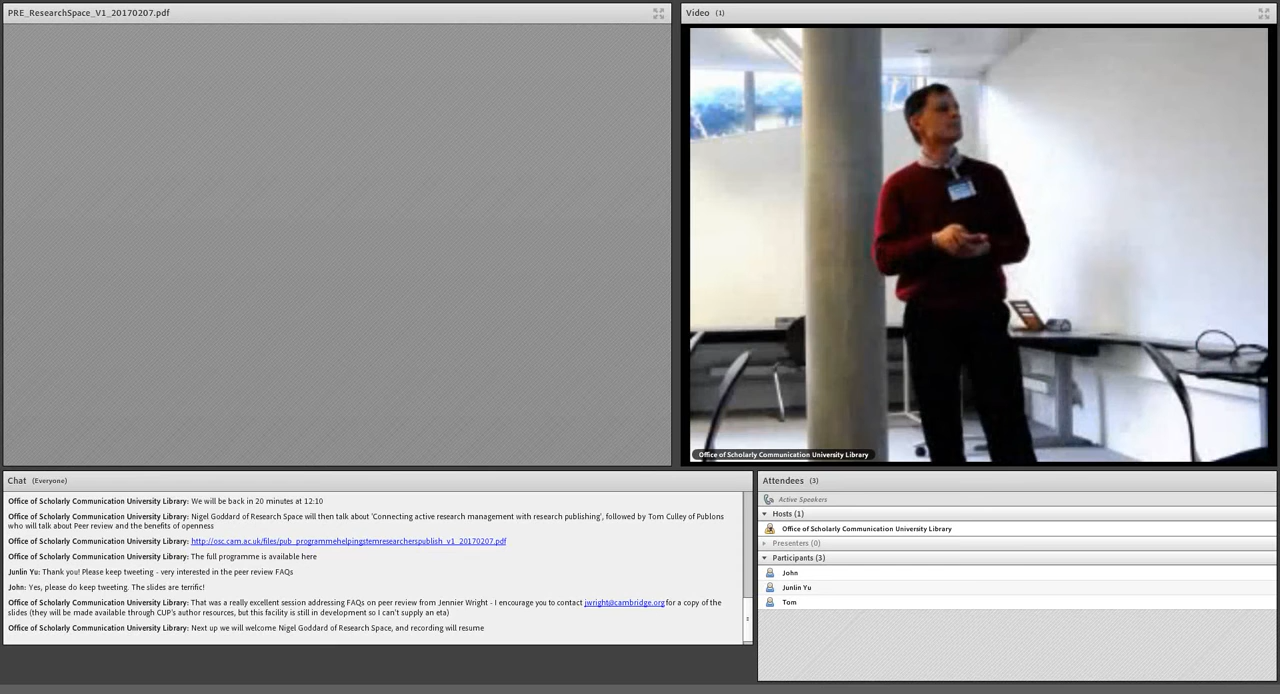 PRE_ResearchSpace_V1_20170207.pdf
Video (1)
Office of Scholarly Communication University Library
Chat (Everyone)
Office of Scholarly Communication University Library: We will be back in 20 minutes at 12:10
Office of Scholarly Communication University Library: Nigel Goddard of Research Space will then talk about 'Connecting active research management with research publishing', followed by Tom Culley of Publons
who will talk about Peer review and the benefits of openness
Office of Scholarly Communication University Library: http://osc.cam.ac.uk/files/pub_programmehelpingstemresearcherspublish_v1_20170207.pdf
Office of Scholarly Communication University Library: The full programme is available here
Junlin Yu: Thank you! Please keep tweeting - very interested in the peer review FAQs
John: Yes, please do keep tweeting. The slides are terrific!
Office of Scholarly Communication University Library: That was a really excellent session addressing FAQs on peer review from Jennier Wright - I encourage you to contact jwright@cambridge.org for a copy of the
slides (they will be made available through CUP's author resources, but this facility is still in development so I can't supply an eta)
Office of Scholarly Communication University Library: Next up we will welcome Nigel Goddard of Research Space, and recording will resume
Attendees (3)
Active Speakers
Hosts (1)
Office of Scholarly Communication University Library
Presenters (0)
Participants (3)
John
Junlin Yu
Tom